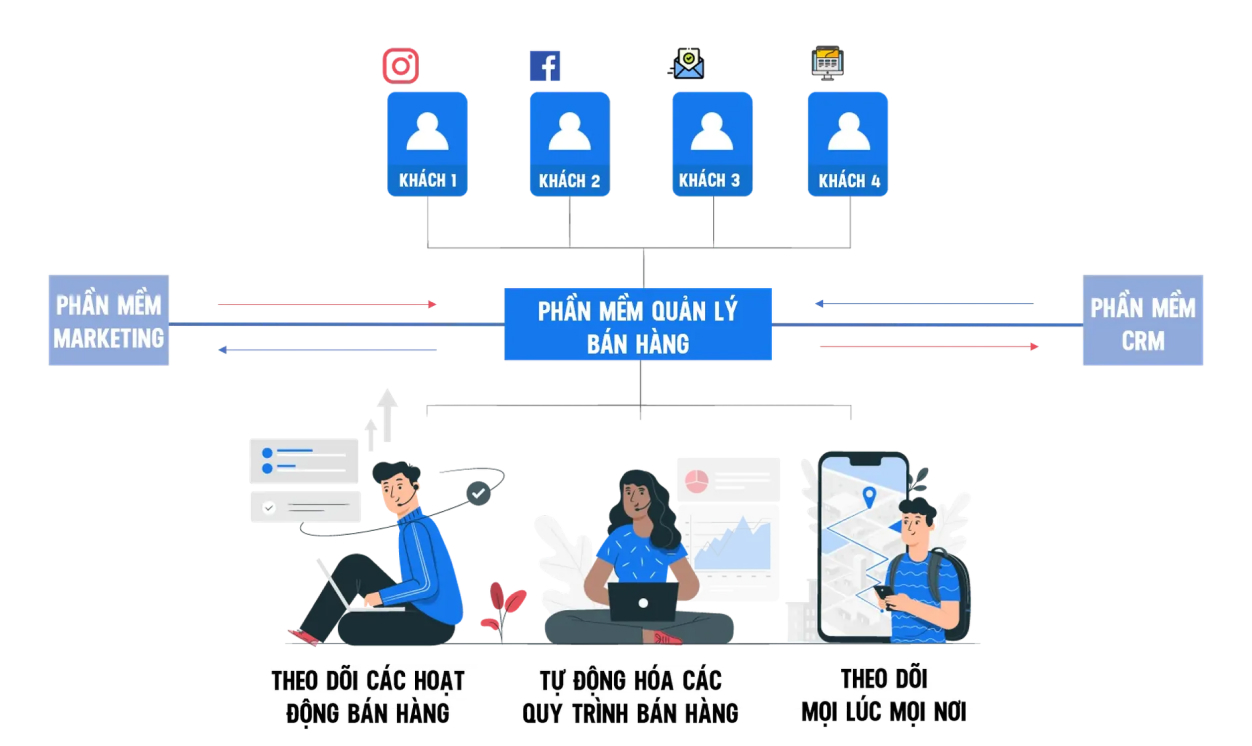 KHÁCH 1
KHÁCH 2
KHÁCH 3
KHÁCH 4
PHẦN MỀM
MARKETING
PHẦN MỀM QUẢN LÝ
BÁN HÀNG
PHẦN MỀM
CRM
THEO DÕI CÁC HOẠT
ĐỘNG BÁN HÀNG
TỰ ĐỘNG HÓA CÁC
QUY TRÌNH BÁN HÀNG
THEO DÕI
MỌI LÚC MỌI NƠI